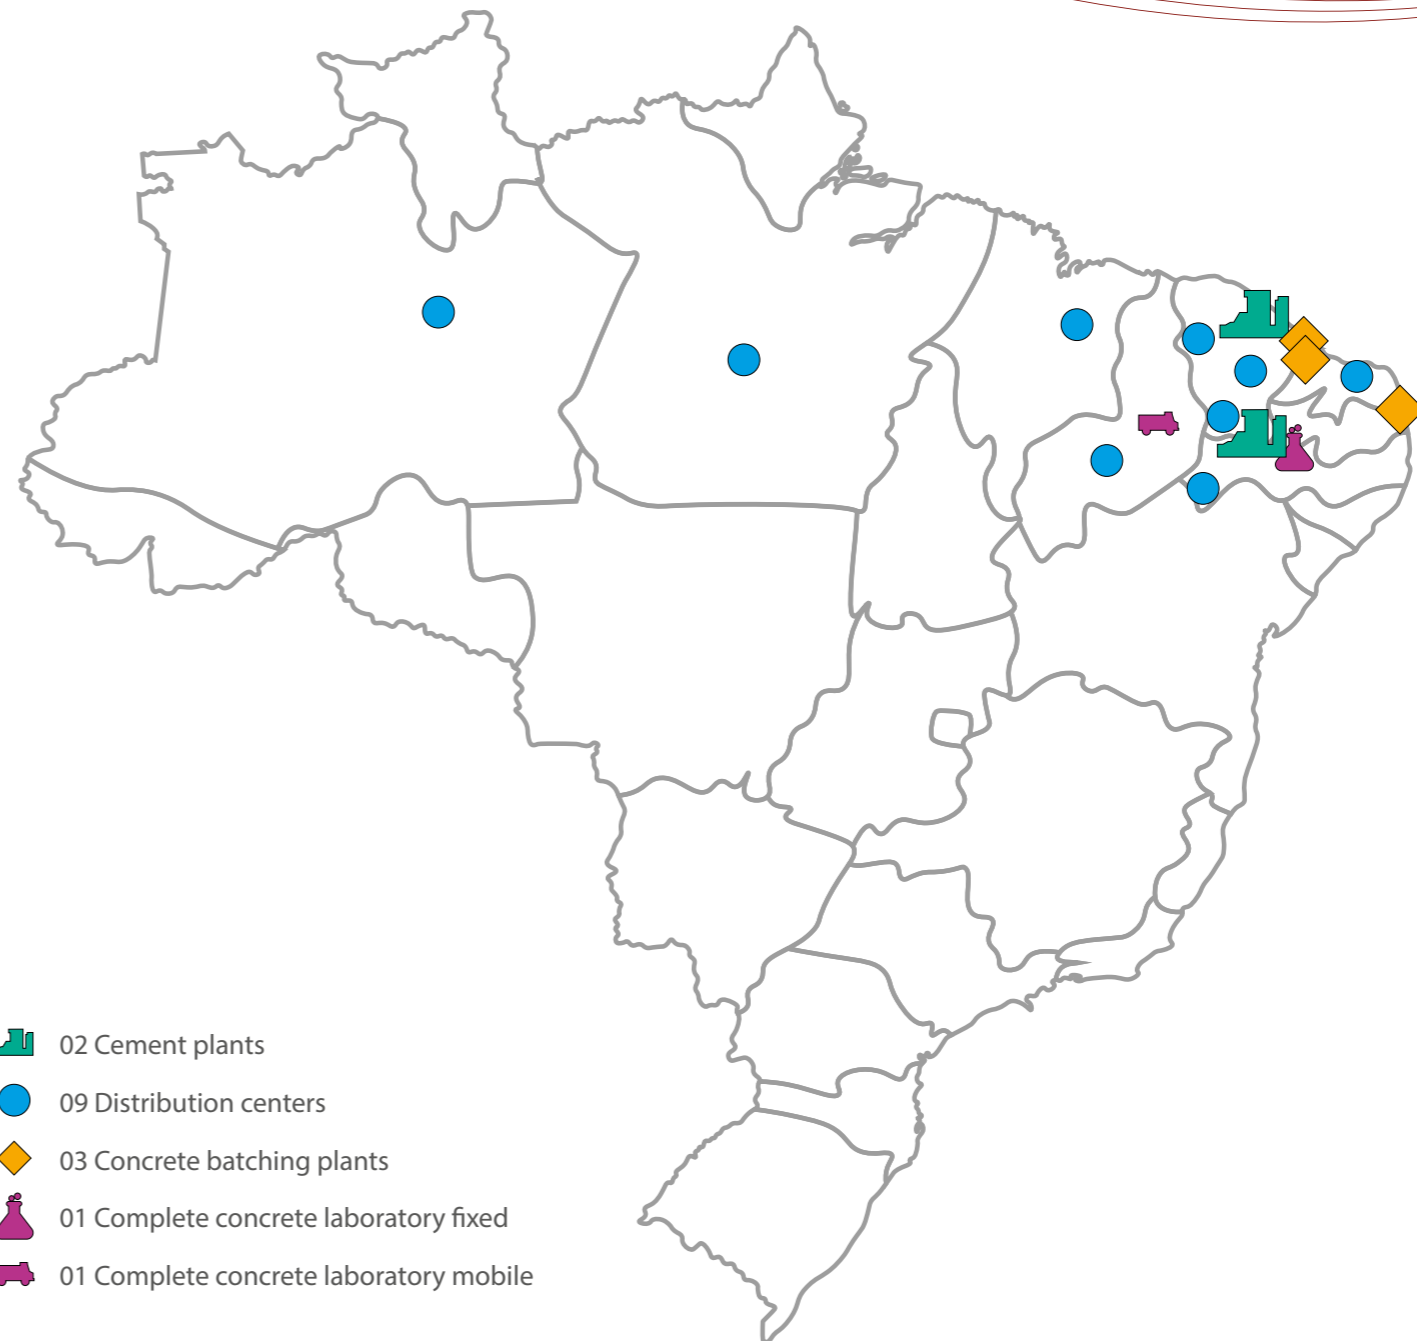 02 Cement plants
09 Distribution centers
03 Concrete batching plants
01 Complete concrete laboratory fixed
01 Complete concrete laboratory mobile